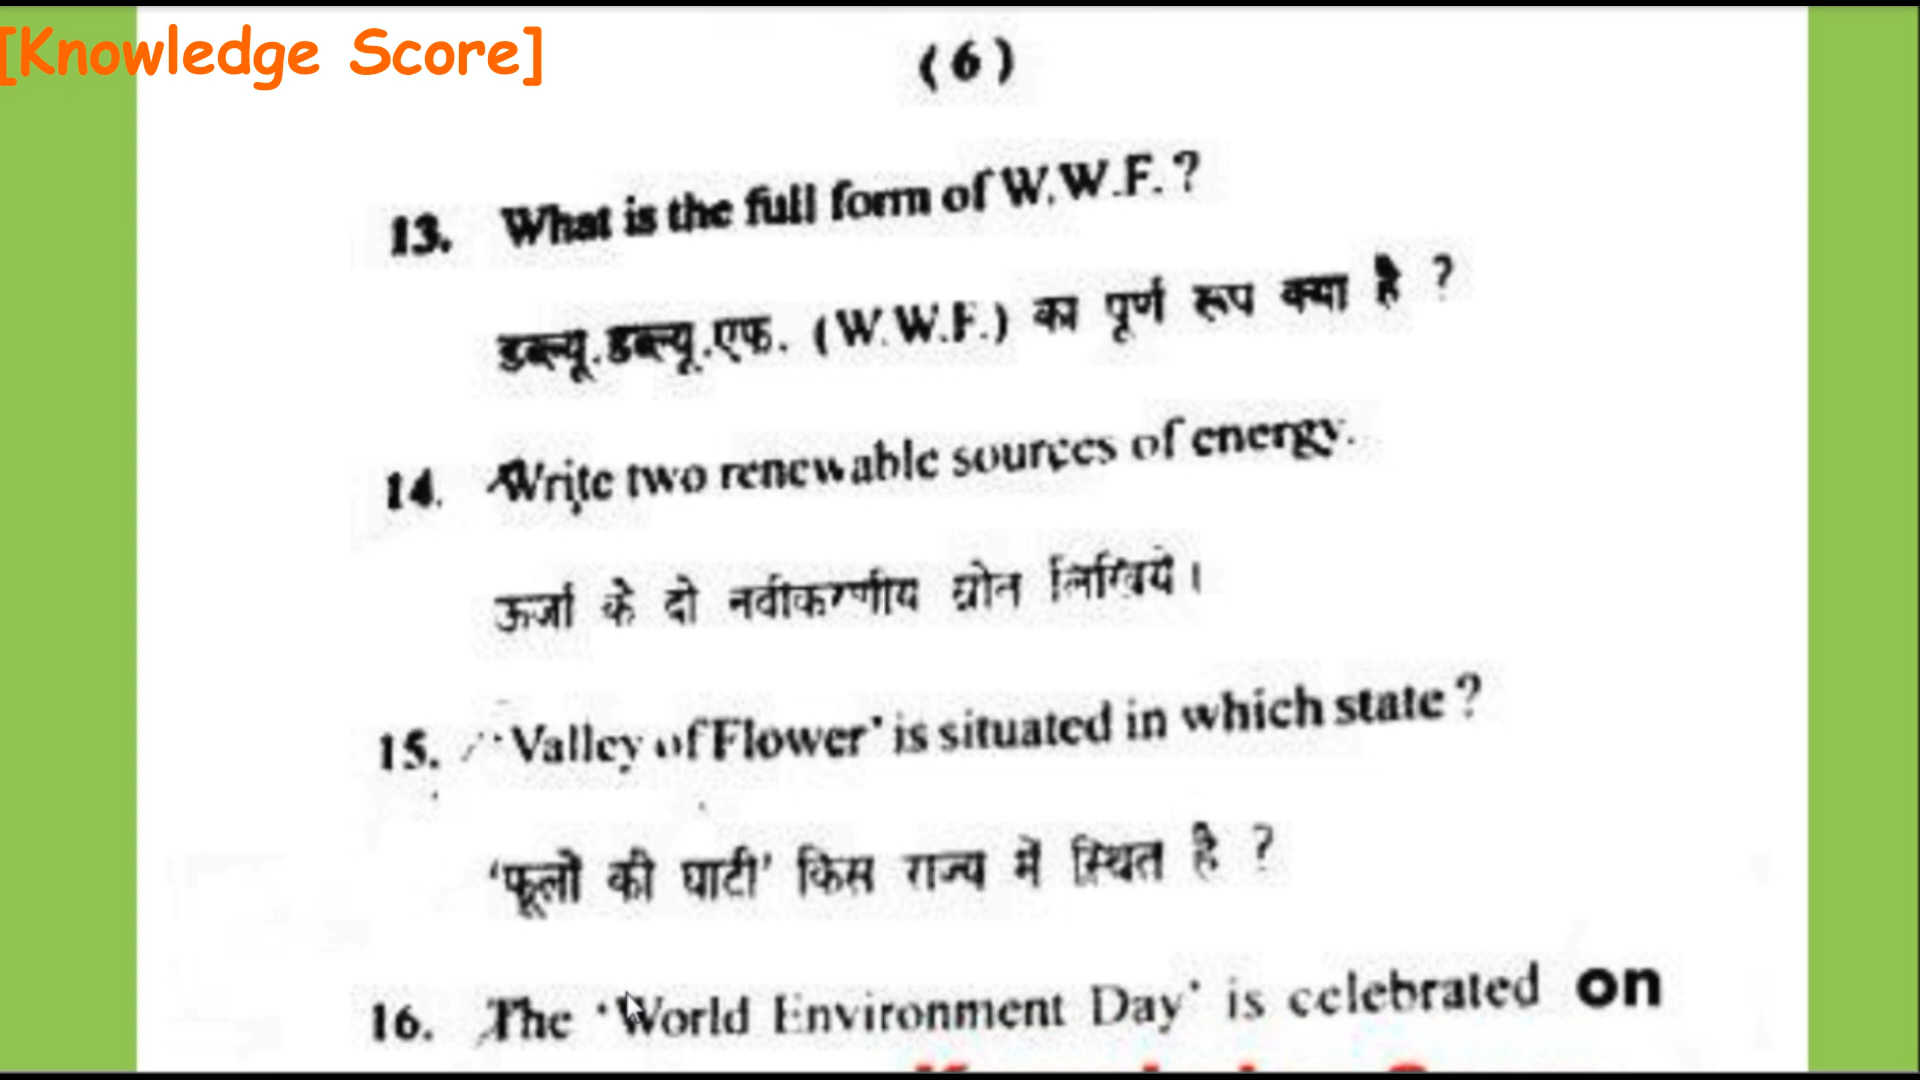 [Knowledge Score]
( 6 )
13. What is the full form of W.W.F. ?
डब्ल्यू.डब्ल्यू.एफ. (W.W.F.) का पूर्ण रूप क्या है ?
14. Write two renewable sources of energy.
ऊर्जा के दो नवीकरणीय स्रोत लिखिये।
15. 'Valley of Flower' is situated in which state ?
'फूलों की घाटी' किस राज्य में स्थित है ?
16. The 'World Environment Day' is celebrated on